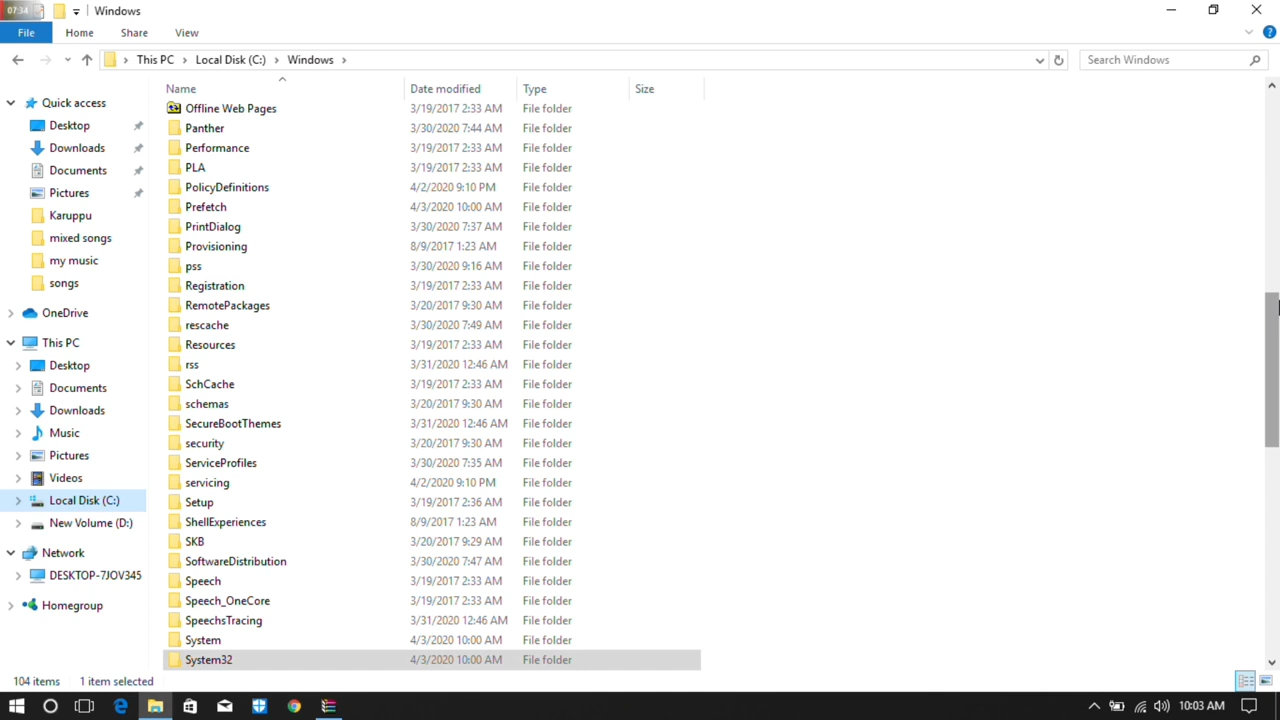 07:34
Windows
File Home Share View
This PC Local Disk (C:) Windows
Search Windows
Name Date modified Type Size
Quick access
Desktop
Downloads
Documents
Pictures
Karuppu
mixed songs
my music
songs
OneDrive
This PC
Desktop
Documents
Downloads
Music
Pictures
Videos
Local Disk (C:)
New Volume (D:)
Network
DESKTOP-7JOV345
Homegroup
Offline Web Pages 3/19/2017 2:33 AM File folder
Panther 3/30/2020 7:44 AM File folder
Performance 3/19/2017 2:33 AM File folder
PLA 3/19/2017 2:33 AM File folder
PolicyDefinitions 4/2/2020 9:10 PM File folder
Prefetch 4/3/2020 10:00 AM File folder
PrintDialog 3/30/2020 7:37 AM File folder
Provisioning 8/9/2017 1:23 AM File folder
pss 3/30/2020 9:16 AM File folder
Registration 3/19/2017 2:33 AM File folder
RemotePackages 3/20/2017 9:30 AM File folder
rescache 3/30/2020 7:49 AM File folder
Resources 3/19/2017 2:33 AM File folder
rss 3/31/2020 12:46 AM File folder
SchCache 3/19/2017 2:33 AM File folder
schemas 3/20/2017 9:30 AM File folder
SecureBootThemes 3/31/2020 12:46 AM File folder
security 3/20/2017 9:30 AM File folder
ServiceProfiles 3/30/2020 7:35 AM File folder
servicing 4/2/2020 9:10 PM File folder
Setup 3/19/2017 2:36 AM File folder
ShellExperiences 8/9/2017 1:23 AM File folder
SKB 3/20/2017 9:29 AM File folder
SoftwareDistribution 3/30/2020 7:47 AM File folder
Speech 3/19/2017 2:33 AM File folder
Speech_OneCore 3/19/2017 2:33 AM File folder
SpeechsTracing 3/31/2020 12:46 AM File folder
System 4/3/2020 10:00 AM File folder
System32 4/3/2020 10:00 AM File folder
104 items 1 item selected
10:03 AM